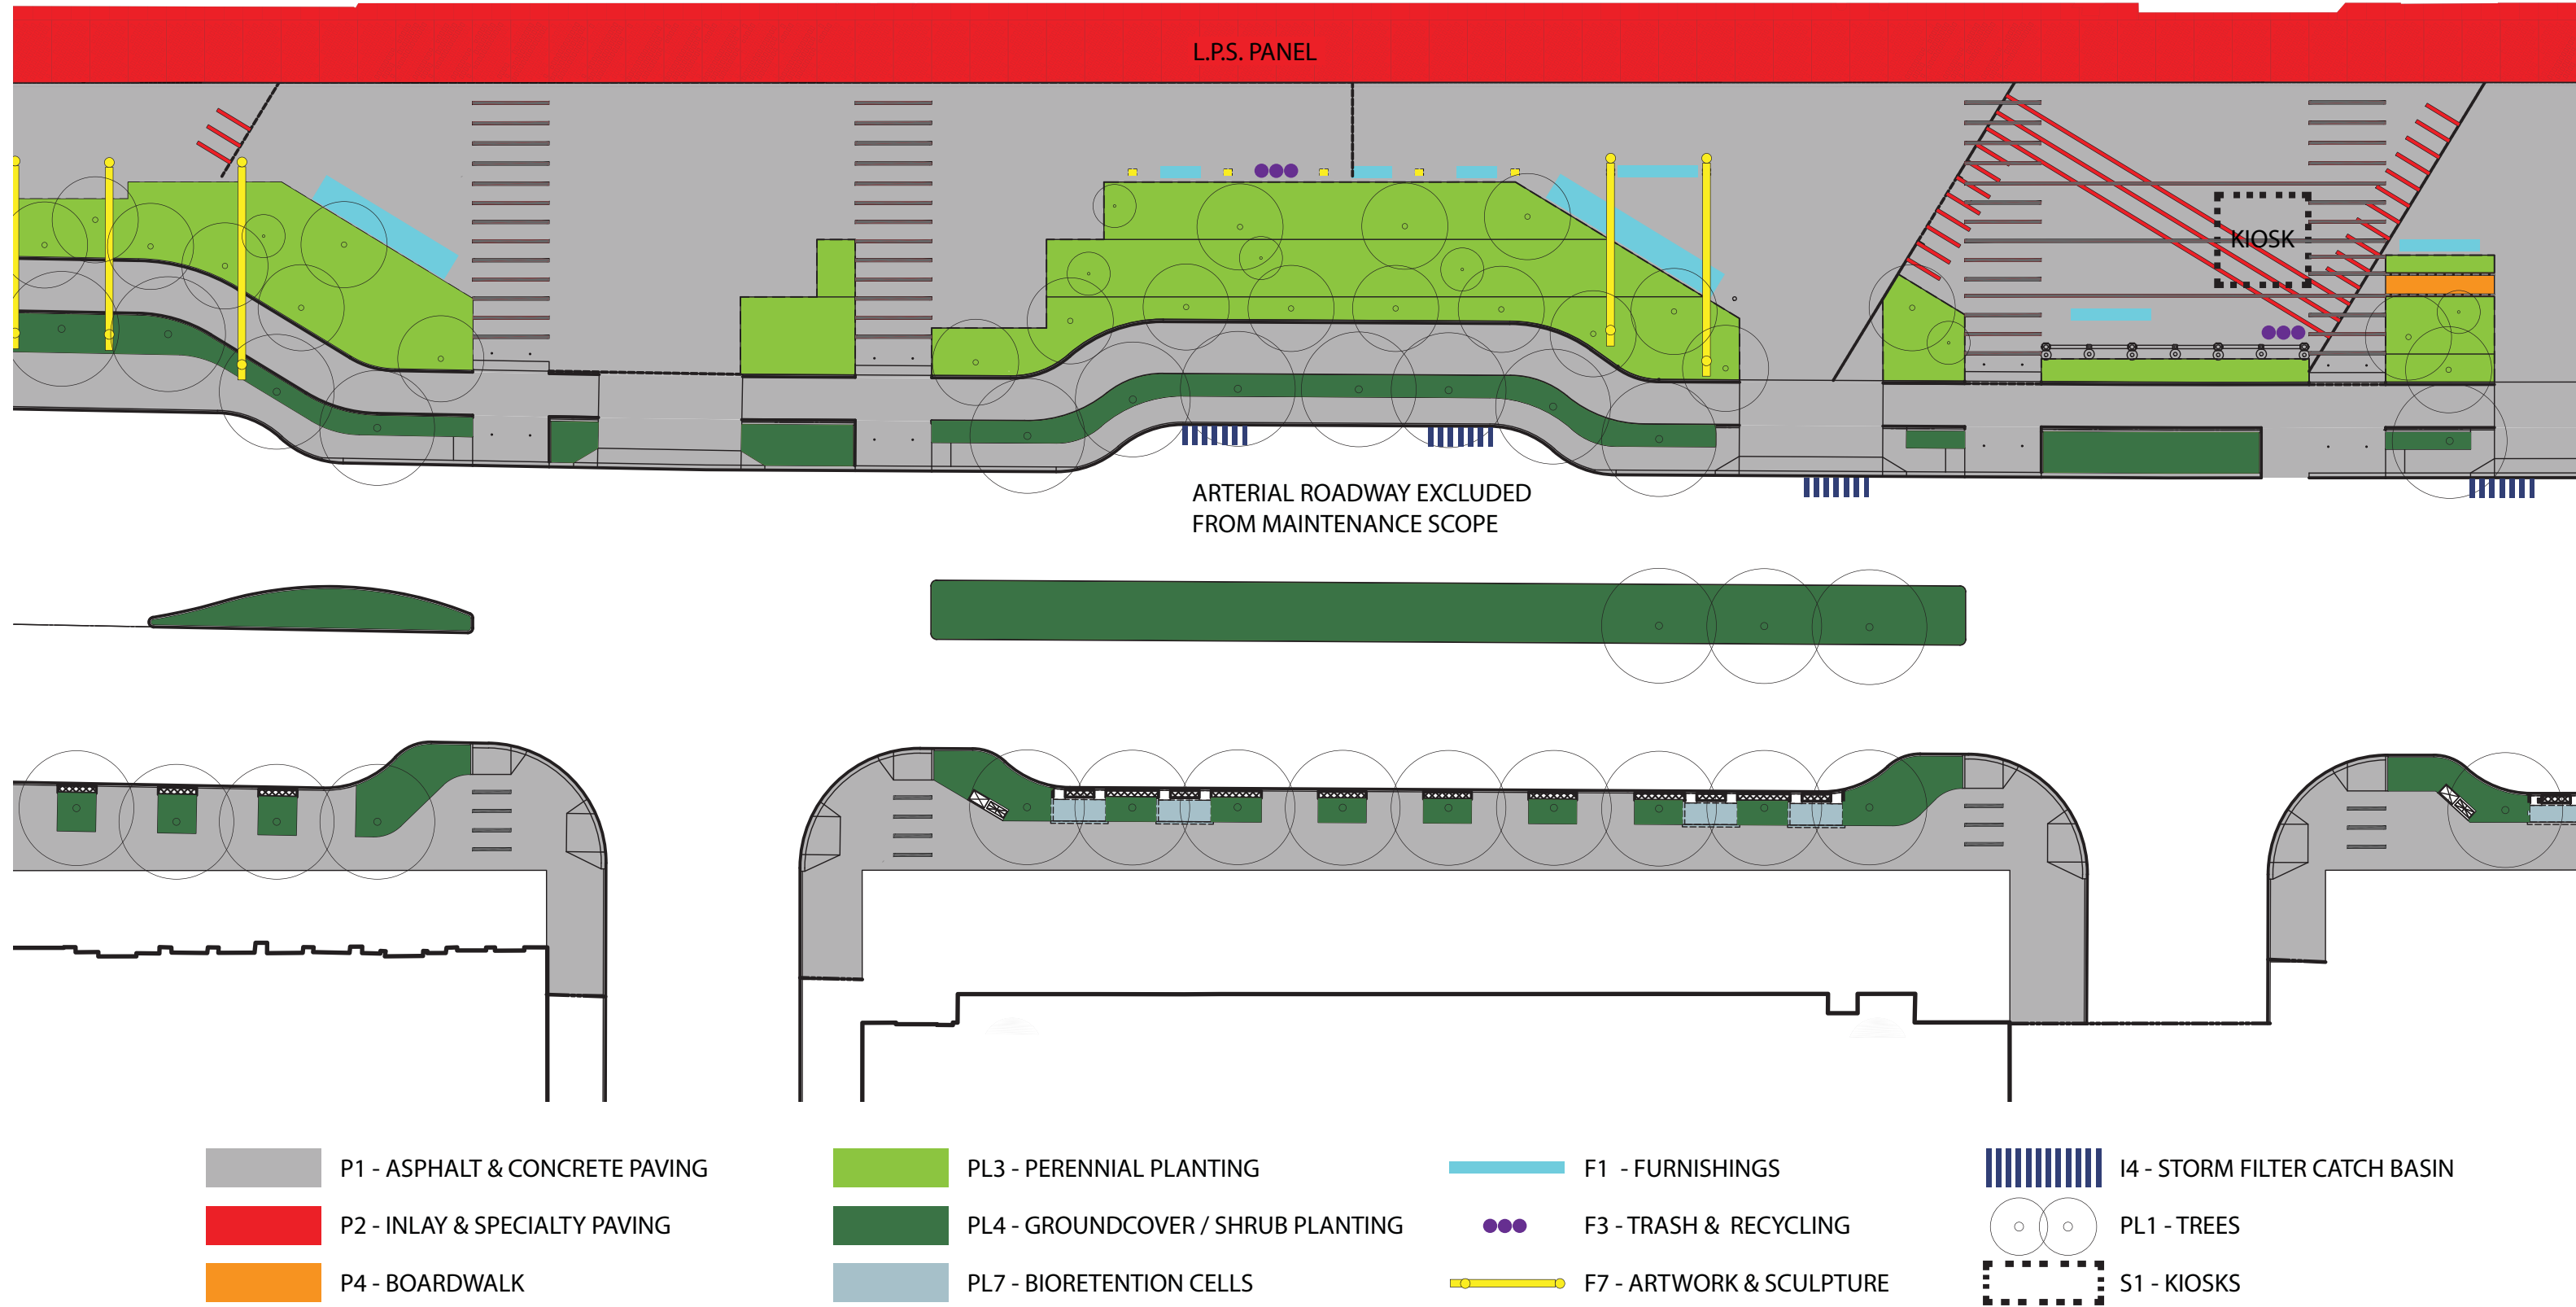 L.P.S. PANEL
KIOSK
ARTERIAL ROADWAY EXCLUDED
FROM MAINTENANCE SCOPE
P1 - ASPHALT & CONCRETE PAVING
P2 - INLAY & SPECIALTY PAVING
P4 - BOARDWALK
PL3 - PERENNIAL PLANTING
PL4 - GROUNDCOVER / SHRUB PLANTING
PL7 - BIORETENTION CELLS
F1 - FURNISHINGS
F3 - TRASH & RECYCLING
F7 - ARTWORK & SCULPTURE
I4 - STORM FILTER CATCH BASIN
PL1 - TREES
S1 - KIOSKS